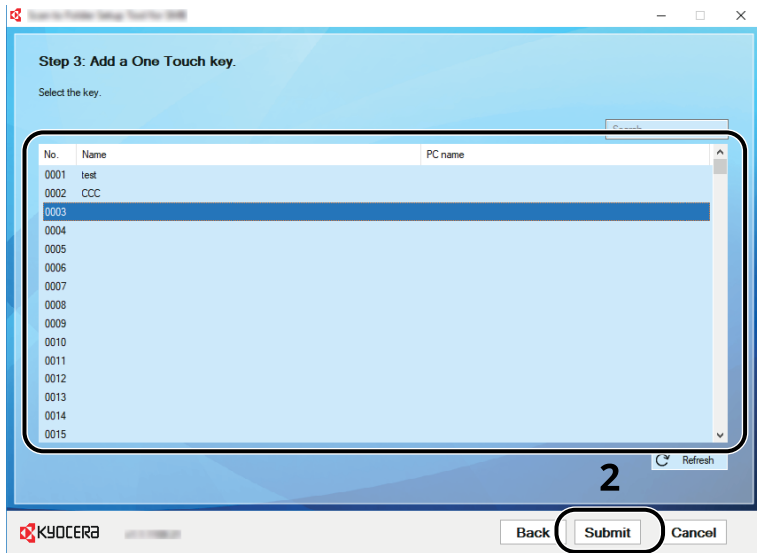 Step 3: Add a One Touch key.
Select the key.
Search
No. Name PC name
0001 test
0002 CCC
0003
0004
0005
0006
0007
0008
0009
0010
0011
0012
0013
0014
0015
Refresh
2
KYOCERA
Back Submit Cancel